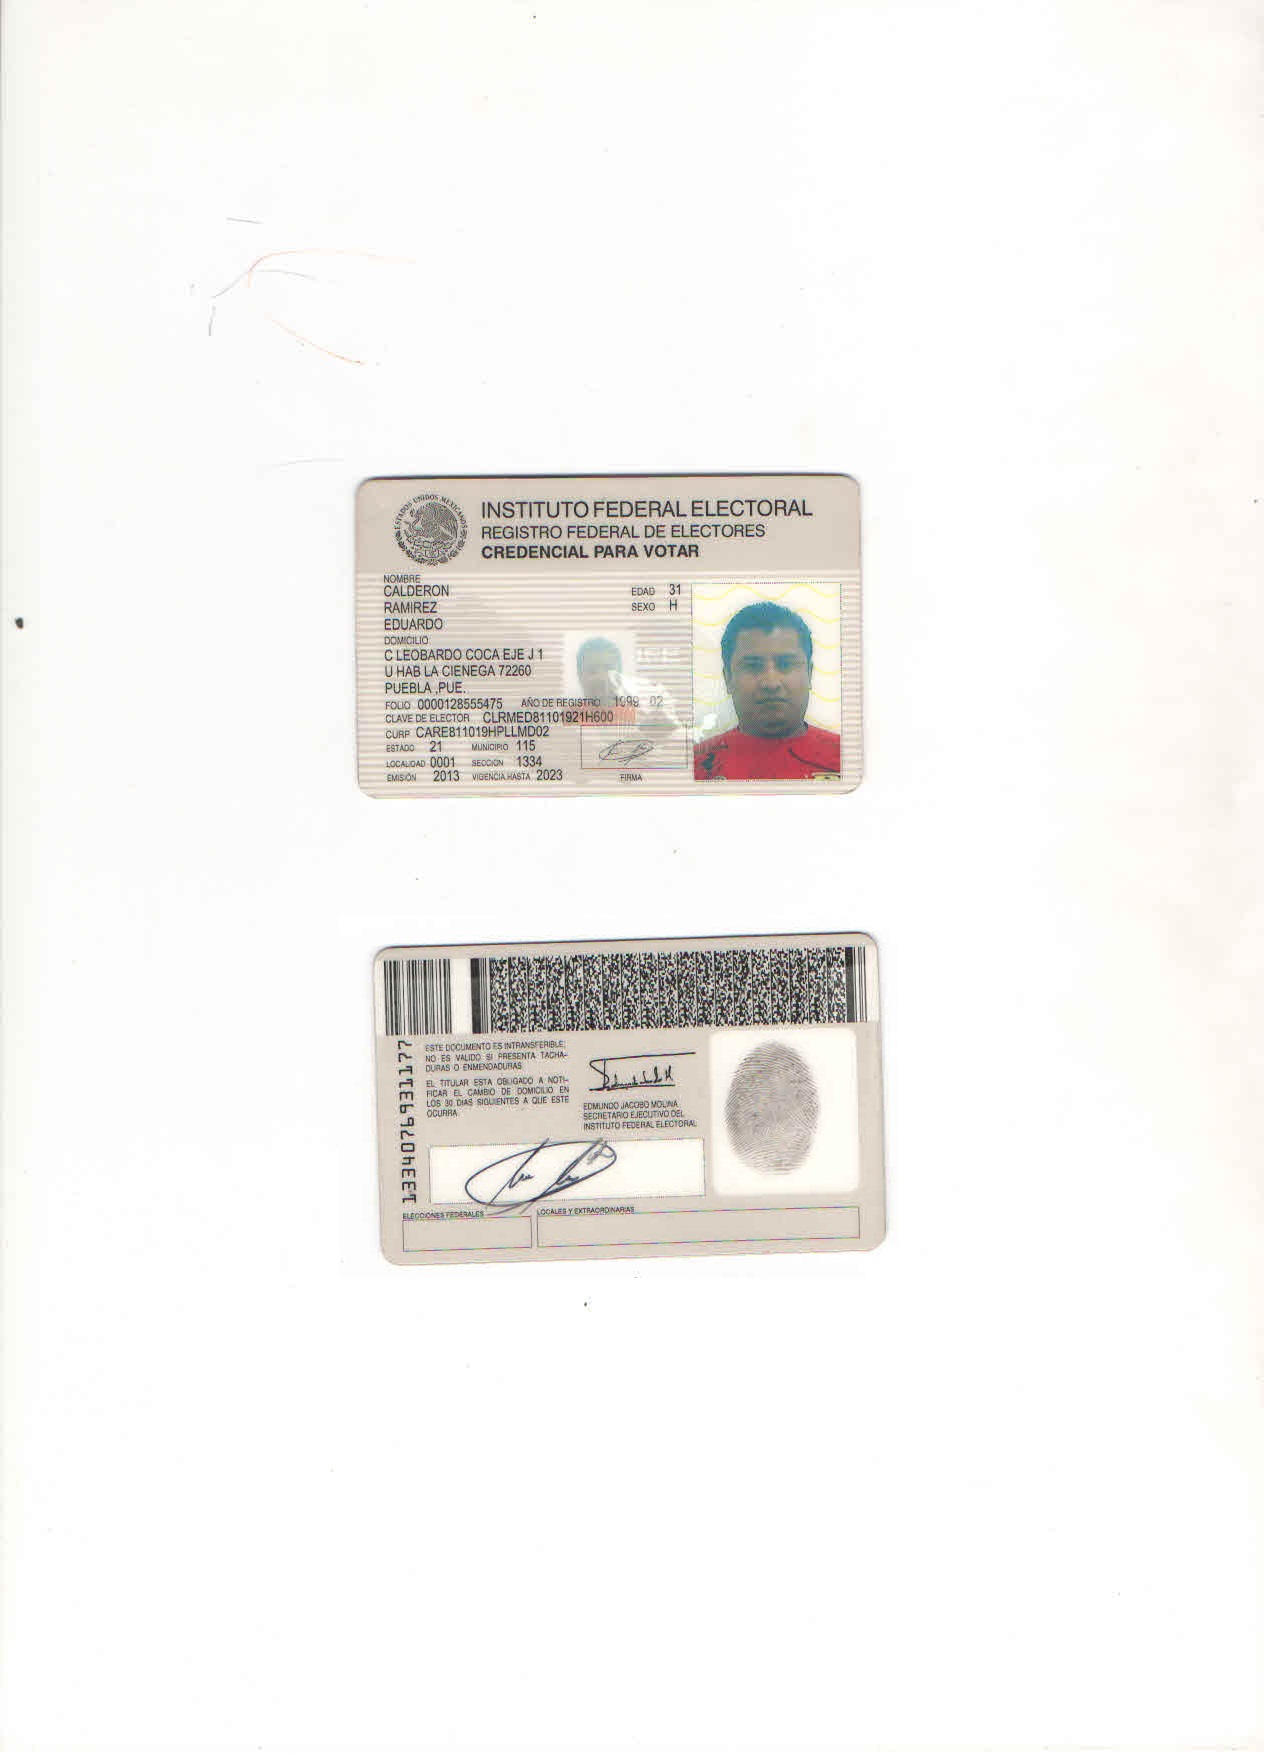 ESTADOS UNIDOS MEXICANOS
INSTITUTO FEDERAL ELECTORAL
REGISTRO FEDERAL DE ELECTORES
CREDENCIAL PARA VOTAR
NOMBRE
CALDERON
RAMIREZ
EDUARDO
EDAD 31
SEXO H
DOMICILIO
C LEOBARDO COCA EJE J 1
U HAB LA CIENEGA 72260
PUEBLA ,PUE.
FOLIO 0000128555475 AÑO DE REGISTRO 1999 02
CLAVE DE ELECTOR CLRMED81101921H600
CURP CARE811019HPLLMD02
ESTADO 21 MUNICIPIO 115
LOCALIDAD 0001 SECCIÓN 1334
EMISIÓN 2013 VIGENCIA HASTA 2023
FIRMA
ESTE DOCUMENTO ES INTRANSFERIBLE,
NO ES VALIDO SI PRESENTA TACHA-
DURAS O ENMENDADURAS
EL TITULAR ESTA OBLIGADO A NOTI-
FICAR EL CAMBIO DE DOMICILIO EN
LOS 30 DIAS SIGUIENTES A QUE ESTE
OCURRA.
EDMUNDO JACOBO MOLINA
SECRETARIO EJECUTIVO DEL
INSTITUTO FEDERAL ELECTORAL
ELECCIONES FEDERALES
LOCALES Y EXTRAORDINARIAS